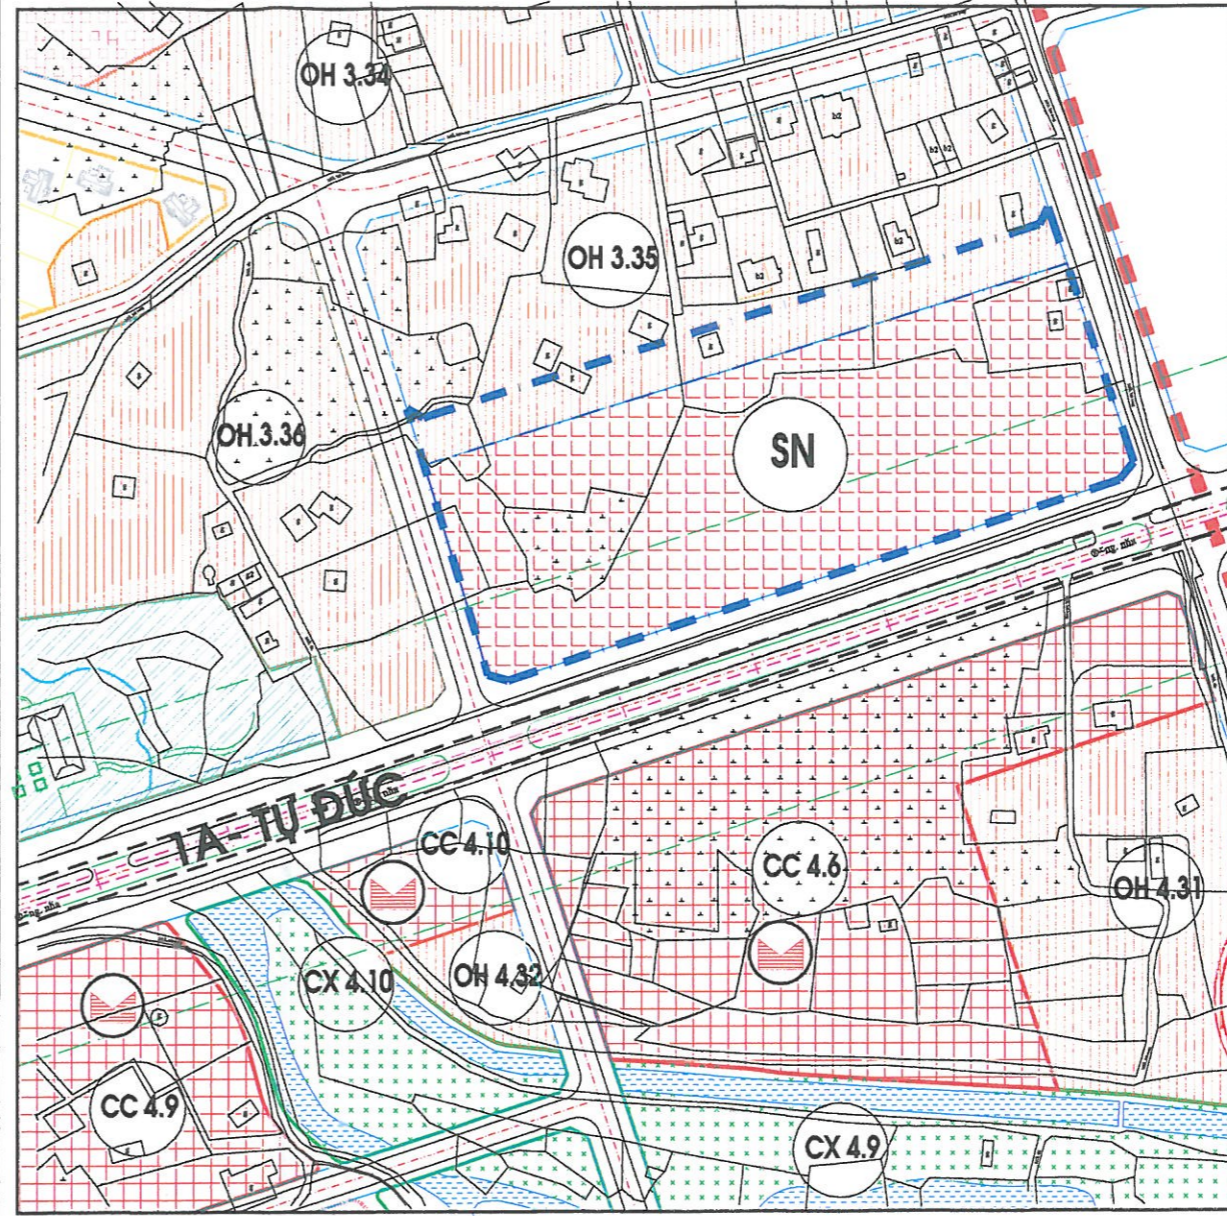 OH 3.34
b2
b2 b2
OH 3.35
b2
b2
OH.3.36
SN
1A- TỰ ĐỨC
CC 4.10
CC 4.6
OH 4.31
CX 4.10
OH 4.32
CC 4.9
CX 4.9